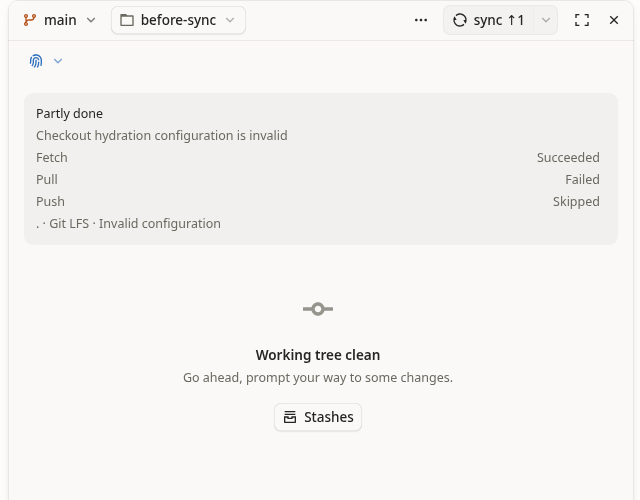 main
before-sync
... sync ↑1
Partly done
Checkout hydration configuration is invalid
Fetch Succeeded
Pull Failed
Push Skipped
. · Git LFS · Invalid configuration
Working tree clean
Go ahead, prompt your way to some changes.
Stashes